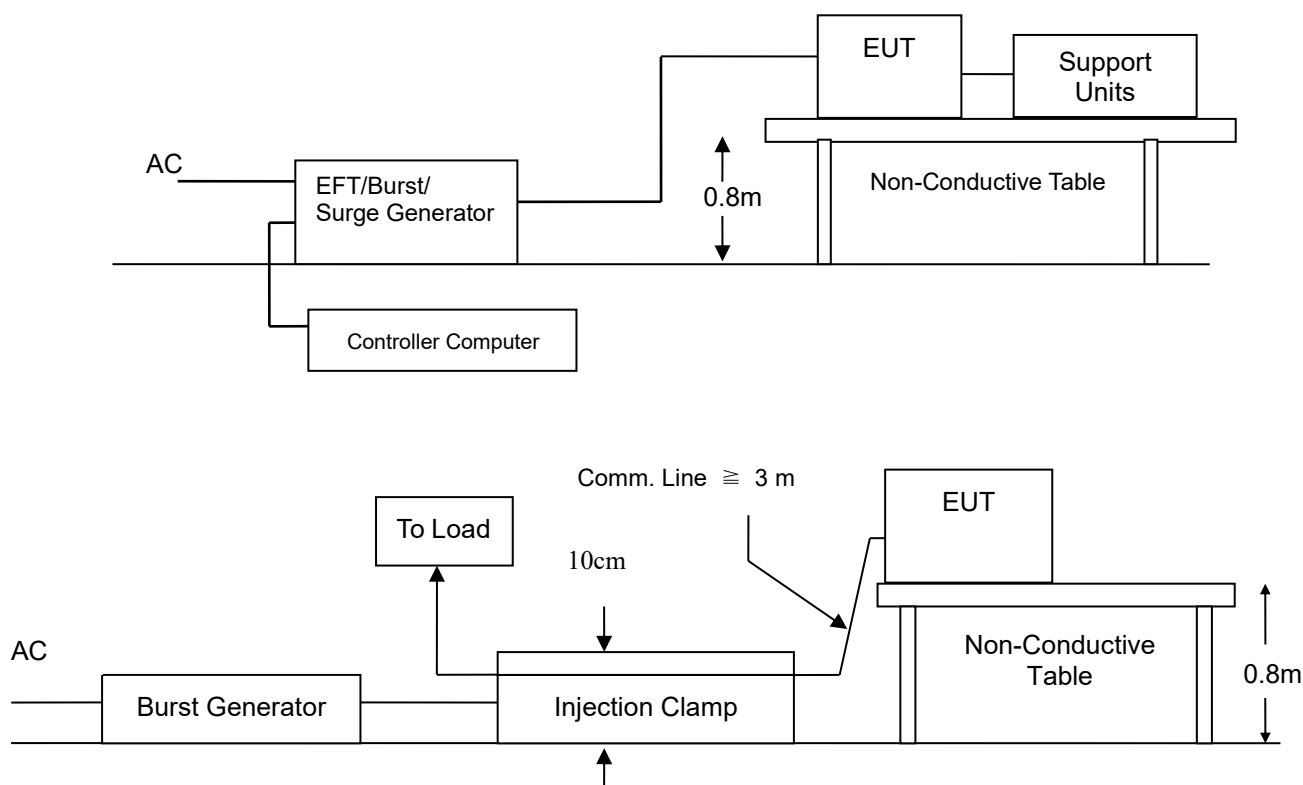 EUT
Support
Units
AC
EFT/Burst/
Surge Generator
0.8m
Non-Conductive Table
Controller Computer
Comm. Line ≧ 3 m
EUT
To Load
10cm
AC
Non-Conductive
Table
0.8m
Burst Generator
Injection Clamp